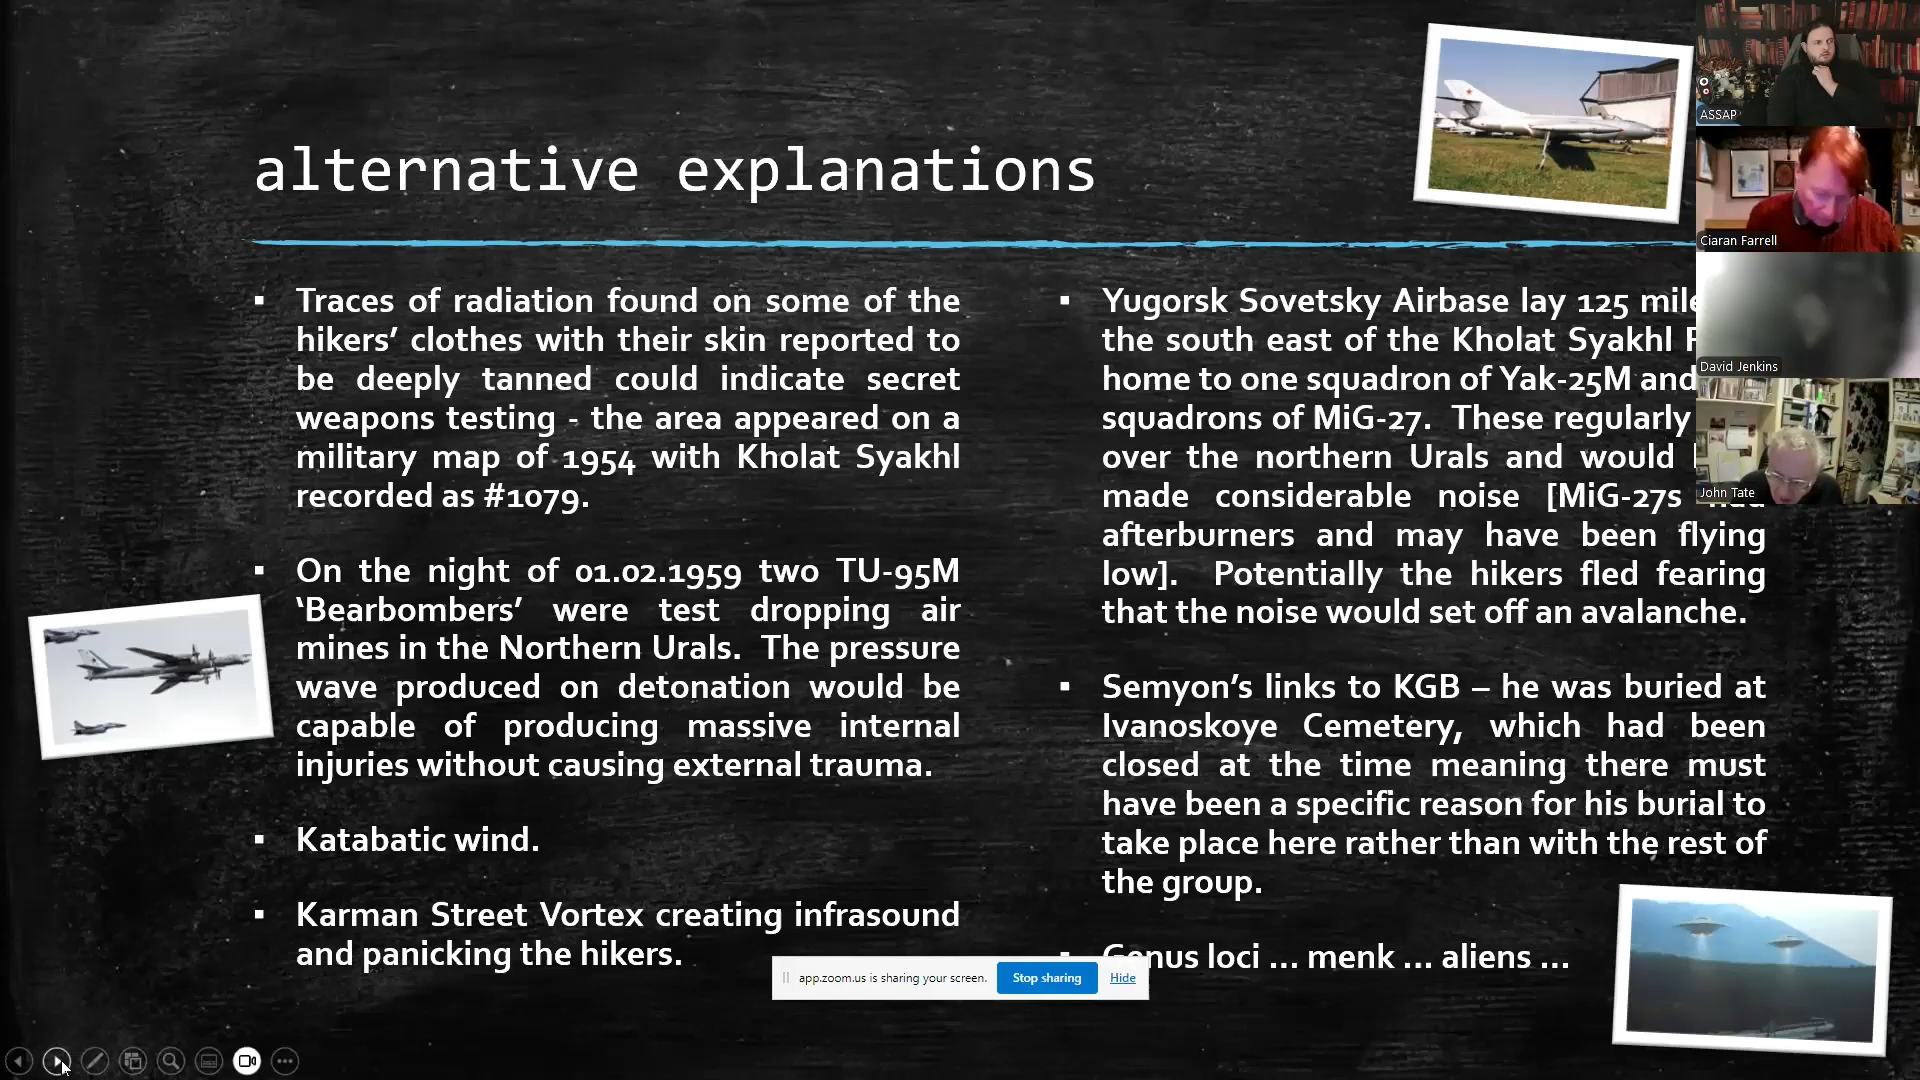 alternative explanations
▪ Traces of radiation found on some of the
hikers’ clothes with their skin reported to
be deeply tanned could indicate secret
weapons testing - the area appeared on a
military map of 1954 with Kholat Syakhl
recorded as #1079.
▪ On the night of 01.02.1959 two TU-95M
‘Bearbombers’ were test dropping air
mines in the Northern Urals. The pressure
wave produced on detonation would be
capable of producing massive internal
injuries without causing external trauma.
▪ Katabatic wind.
▪ Karman Street Vortex creating infrasound
and panicking the hikers.
▪ Yugorsk Sovetsky Airbase lay 125
the south east of the Kholat Syakhl
home to one squadron of Yak-25M and
squadrons of MiG-27. These regularly
over the northern Urals and would
made considerable noise [MiG-27s
afterburners and may have been flying
low]. Potentially the hikers fled fearing
that the noise would set off an avalanche.
▪ Semyon’s links to KGB – he was buried at
Ivanoskoye Cemetery, which had been
closed at the time meaning there must
have been a specific reason for his burial to
take place here rather than with the rest of
the group.
▪ Genus loci ... menk ... aliens ...
ASSAP
Ciaran Farrell
David Jenkins
John Tate
app.zoom.us is sharing your screen. Stop sharing Hide